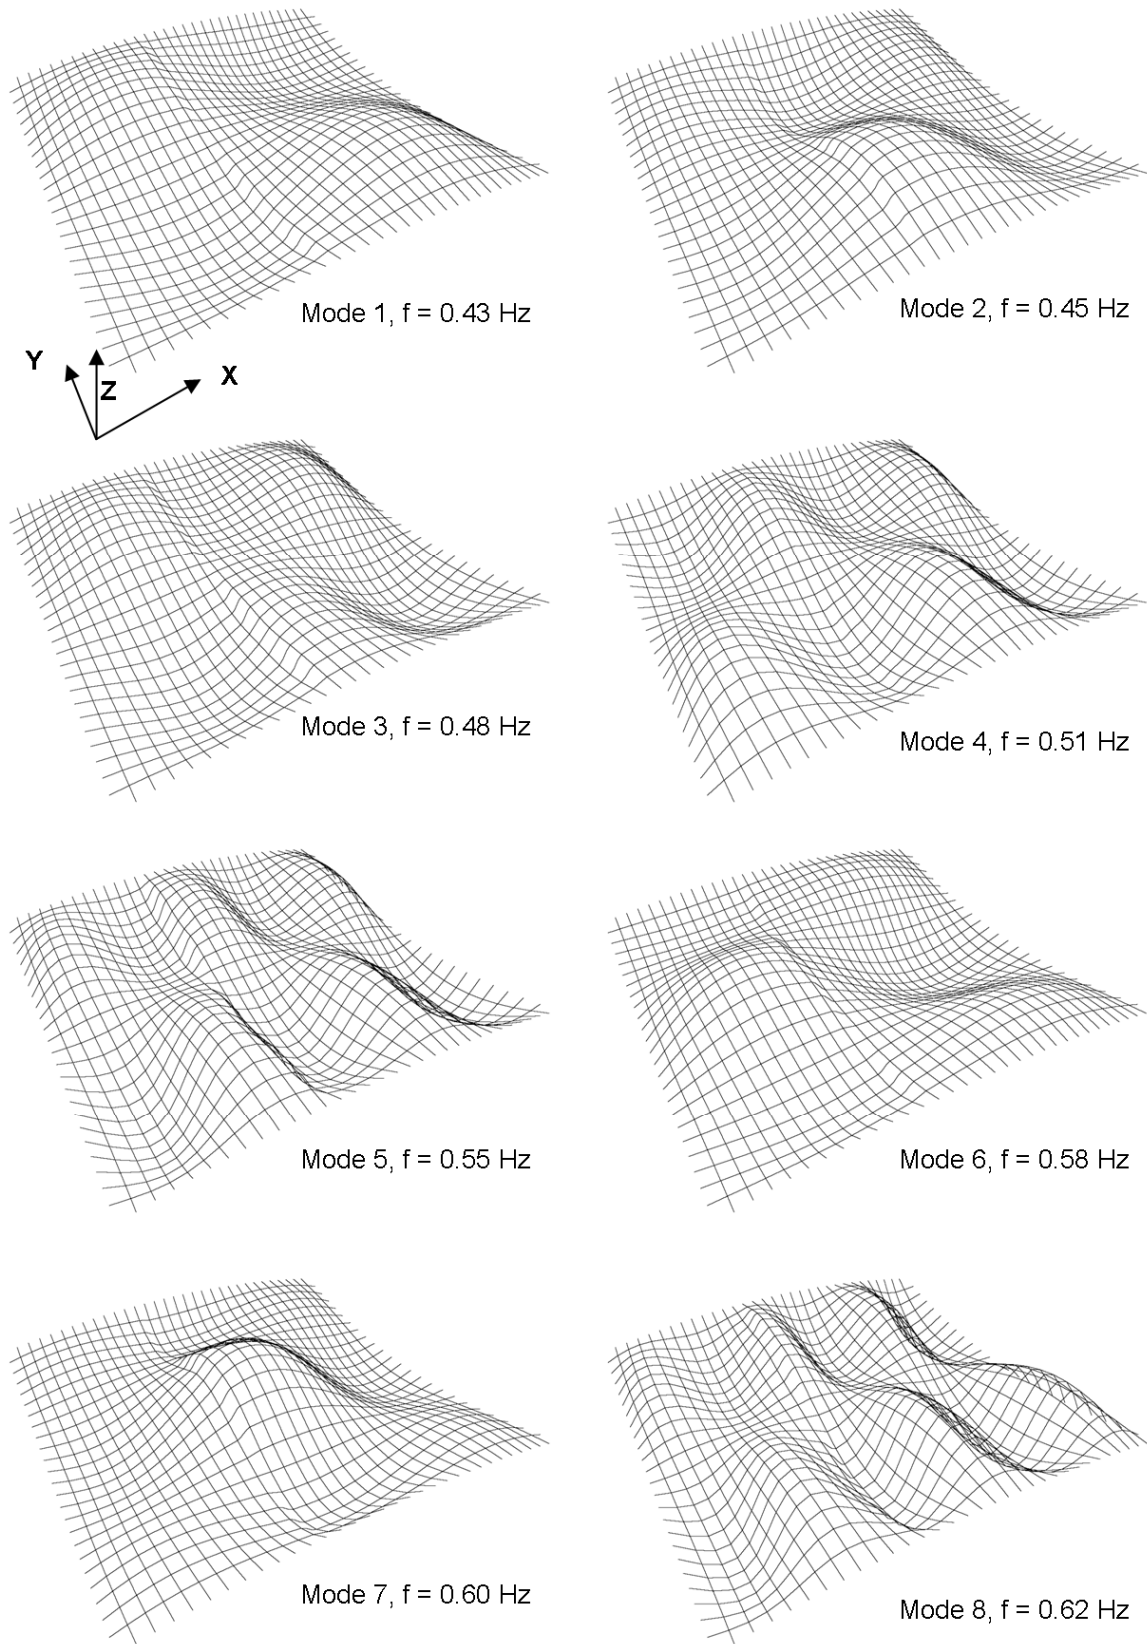 Mode 1, f = 0.43 Hz
Mode 2, f = 0.45 Hz
Y
Z
X
Mode 3, f = 0.48 Hz
Mode 4, f = 0.51 Hz
Mode 5, f = 0.55 Hz
Mode 6, f = 0.58 Hz
Mode 7, f = 0.60 Hz
Mode 8, f = 0.62 Hz